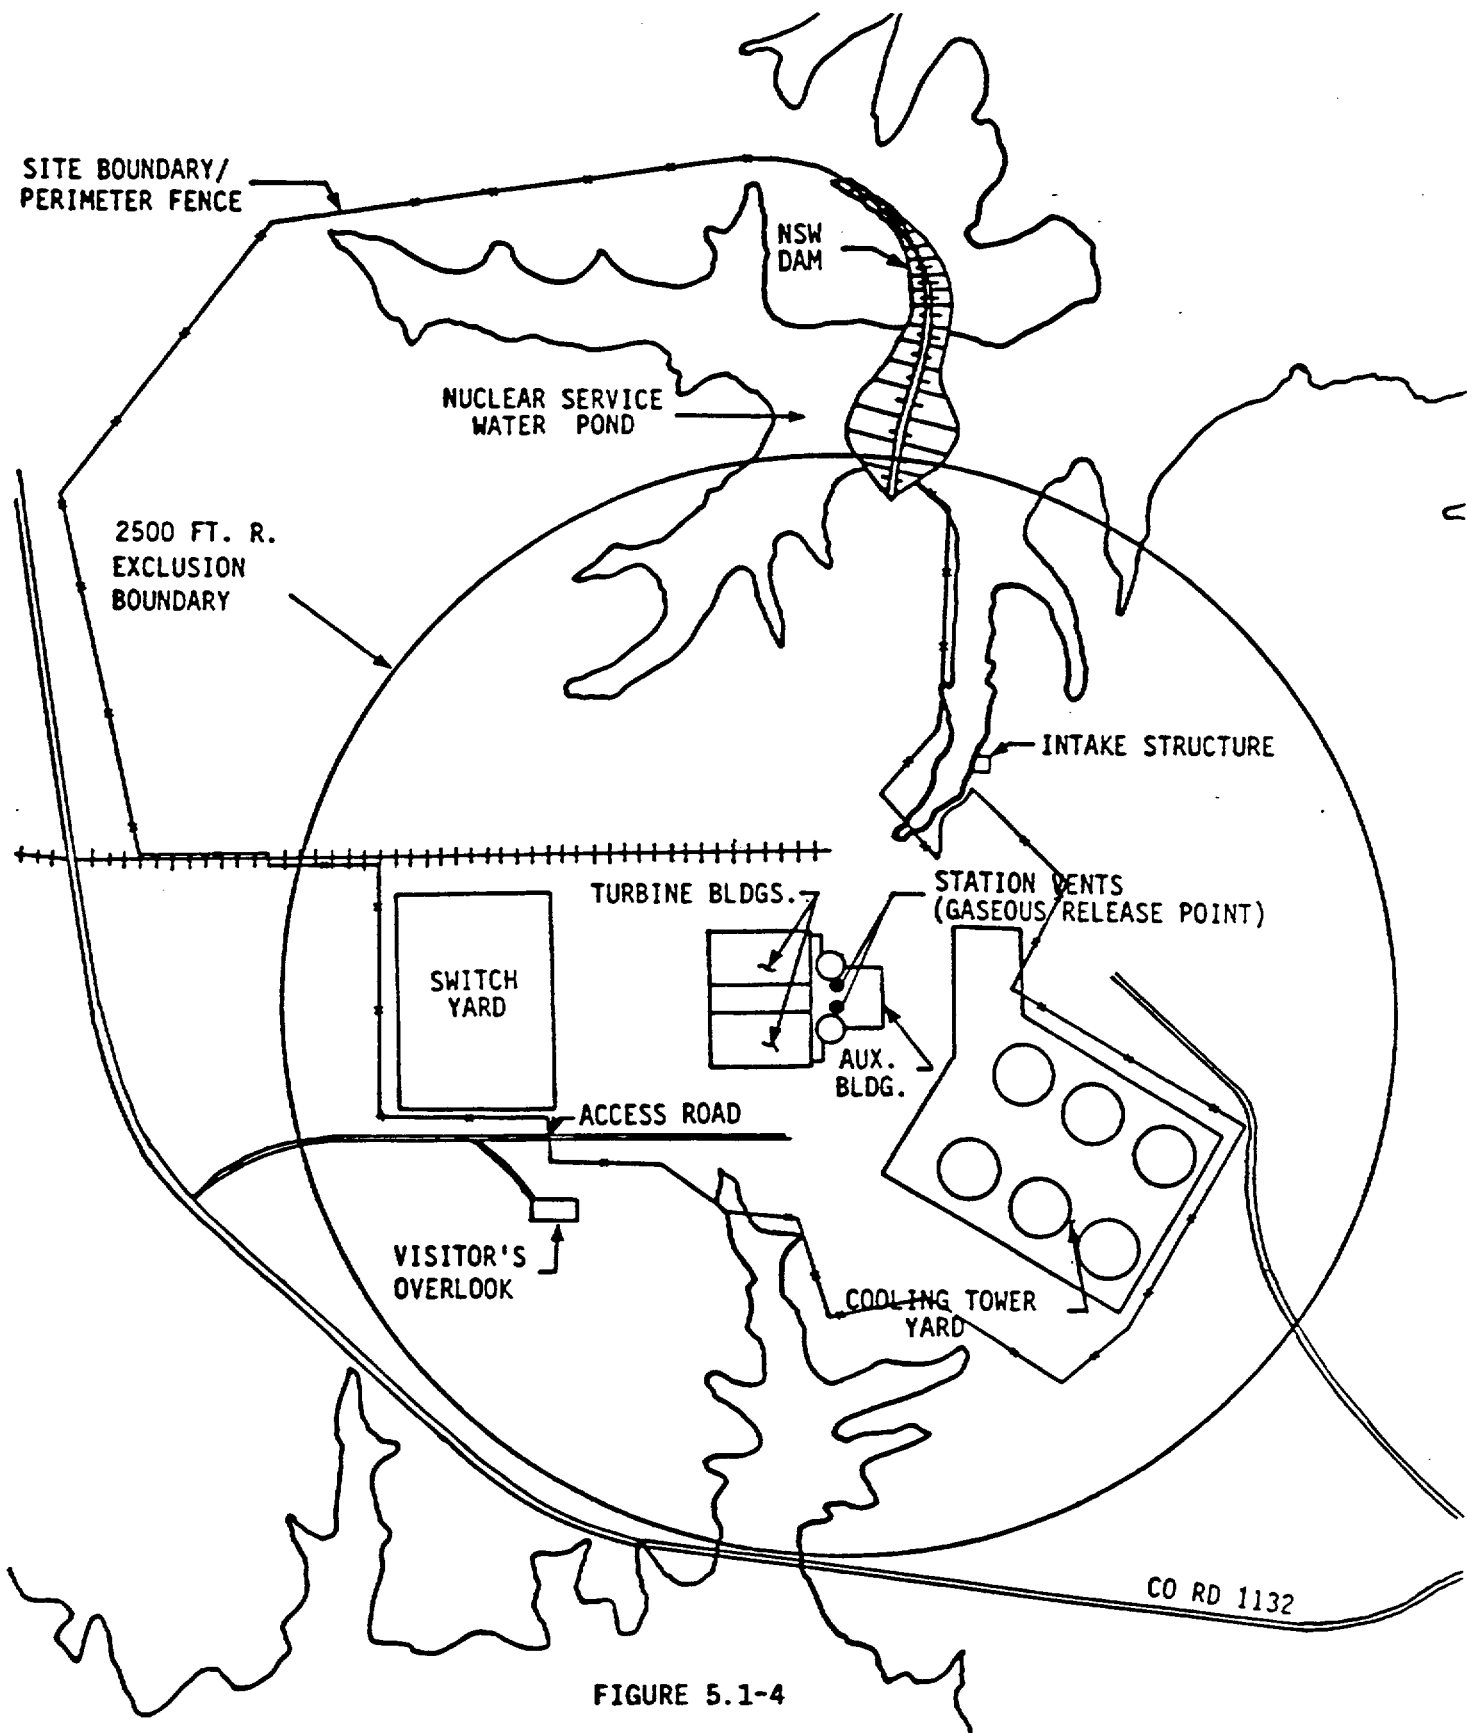 SITE BOUNDARY/
PERIMETER FENCE
NSW
DAM
NUCLEAR SERVICE
WATER POND
2500 FT. R.
EXCLUSION
BOUNDARY
INTAKE STRUCTURE
TURBINE BLDGS.
STATION VENTS
(GASEOUS RELEASE POINT)
SWITCH
YARD
AUX.
BLDG.
ACCESS ROAD
VISITOR'S
OVERLOOK
COOLING TOWER
YARD
CO RD 1132
FIGURE 5.1-4